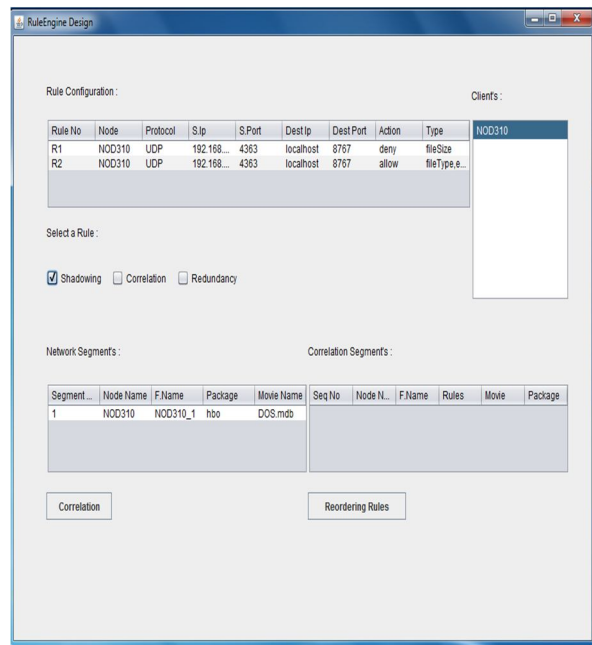 RuleEngine Design
Rule Configuration :
Client's :
Rule No Node Protocol S.Ip S.Port Dest Ip Dest Port Action Type
NOD310
R1 NOD310 UDP 192.168.... 4363 localhost 8767 deny fileSize
R2 NOD310 UDP 192.168.... 4363 localhost 8767 allow fileType,e...
Select a Rule :
Shadowing Correlation Redundancy
Network Segment's :
Correlation Segment's :
Segment ... Node Name F.Name Package Movie Name
Seq No Node N... F.Name Rules Movie Package
1 NOD310 NOD310_1 hbo DOS.mdb
Correlation
Reordering Rules